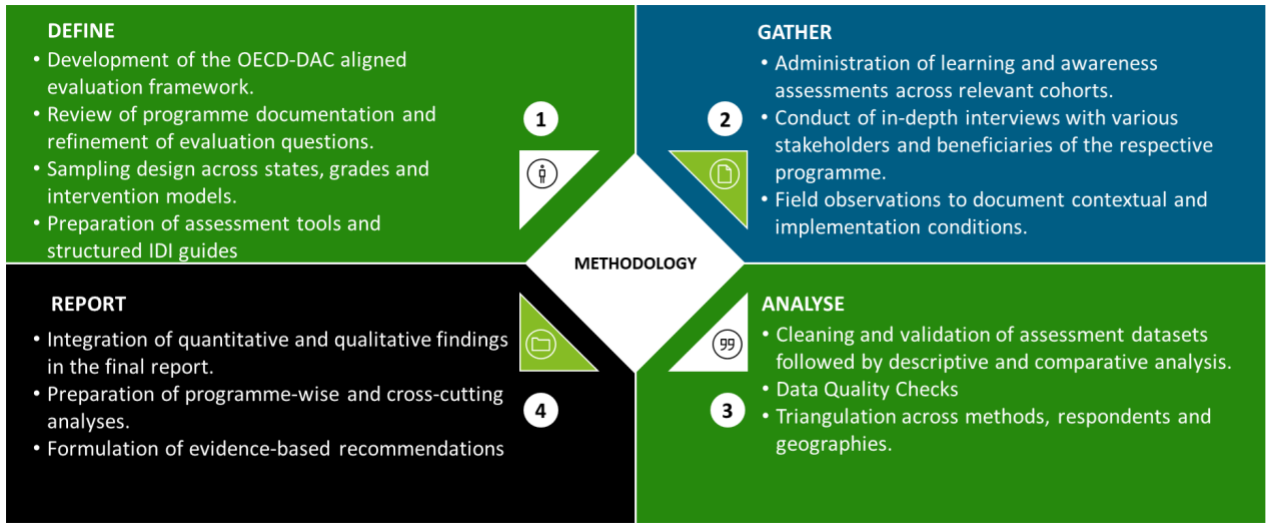 DEFINE
• Development of the OECD-DAC aligned
evaluation framework.
• Review of programme documentation and
refinement of evaluation questions.
• Sampling design across states, grades and
intervention models.
• Preparation of assessment tools and
structured IDI guides
1
GATHER
• Administration of learning and awareness
assessments across relevant cohorts.
• Conduct of in-depth interviews with various
stakeholders and beneficiaries of the respective
programme.
• Field observations to document contextual and
implementation conditions.
2
METHODOLOGY
ANALYSE
• Cleaning and validation of assessment datasets
followed by descriptive and comparative analysis.
• Data Quality Checks
• Triangulation across methods, respondents and
geographies.
3
REPORT
• Integration of quantitative and qualitative findings
in the final report.
• Preparation of programme-wise and cross-cutting
analyses.
• Formulation of evidence-based recommendations
4